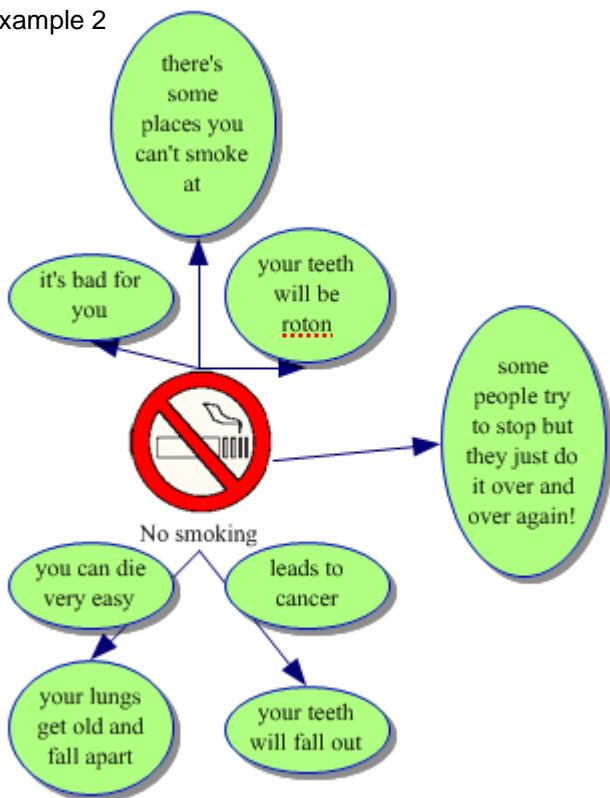 xample 2
there's
some
places you
can't smoke
at
it's bad for
you
your teeth
will be
roton
some
people try
to stop but
they just do
it over and
over again!
No smoking
you can die
very easy
leads to
cancer
your lungs
get old and
fall apart
your teeth
will fall out